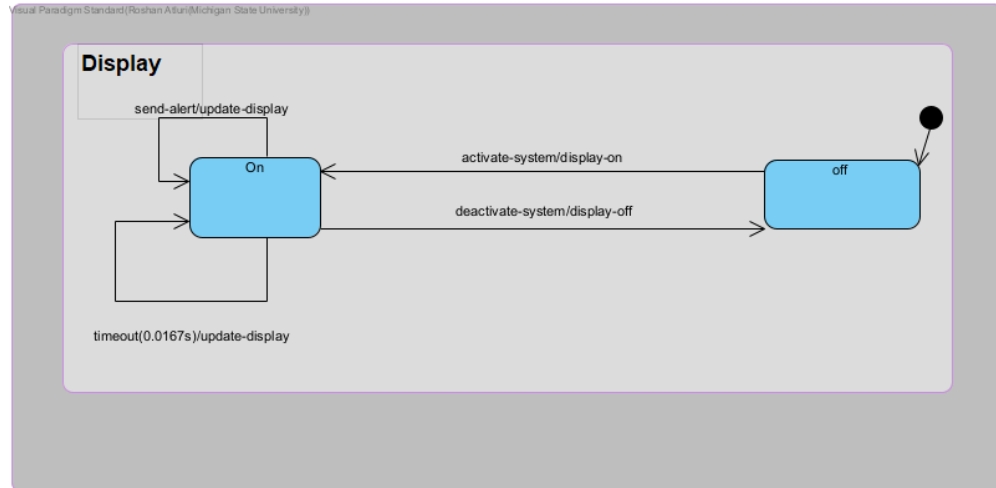 Visual Paradigm Standard(Roshan Atluri(Michigan State University))
Display
send-alert/update-display
On
activate-system/display-on
off
deactivate-system/display-off
timeout(0.0167s)/update-display